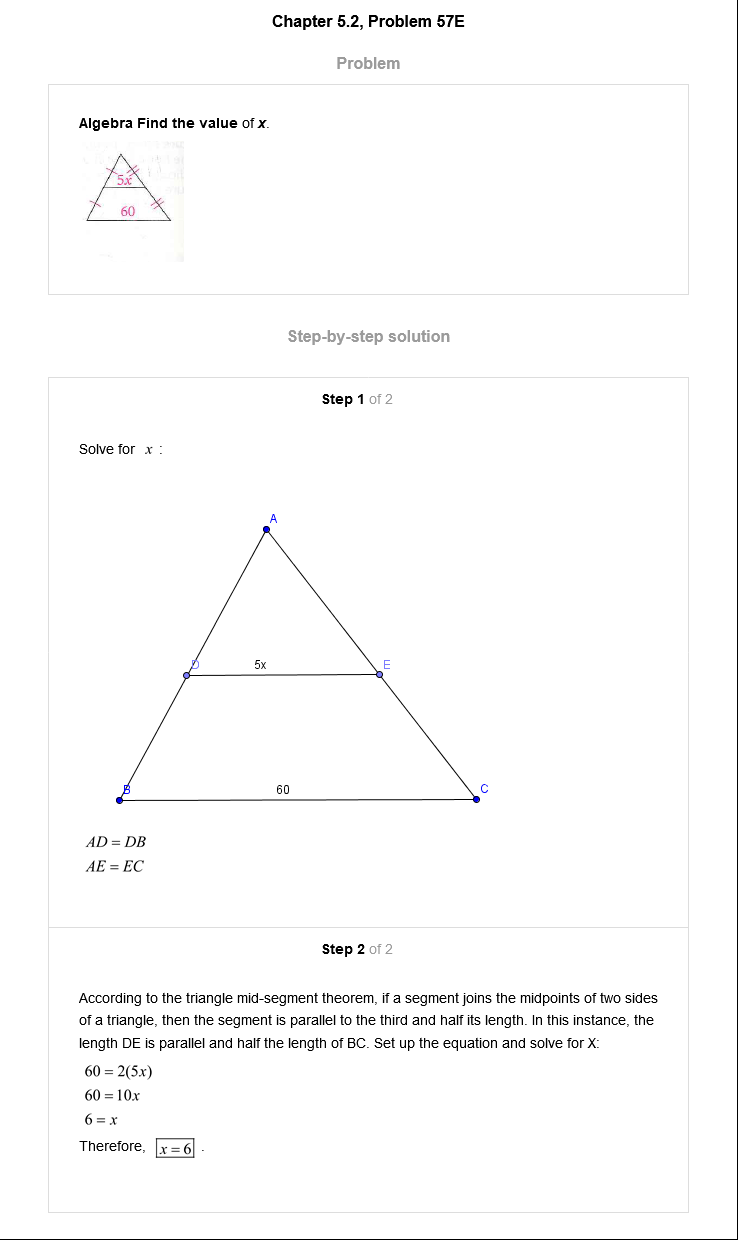 Chapter 5.2, Problem 57E
Problem
Algebra Find the value of x.
5x
60
Step-by-step solution
Step 1 of 2
Solve for x :
A
D
5x
E
B
60
C
AD = DB
AE = EC
Step 2 of 2
According to the triangle mid-segment theorem, if a segment joins the midpoints of two sides
of a triangle, then the segment is parallel to the third and half its length. In this instance, the
length DE is parallel and half the length of BC. Set up the equation and solve for X:
60 = 2(5x)
60 = 10x
6 = x
Therefore, x = 6 .